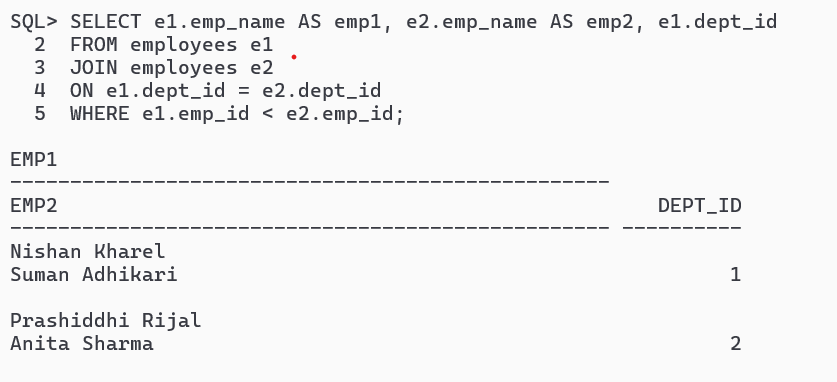 SQL> SELECT e1.emp_name AS emp1, e2.emp_name AS emp2, e1.dept_id
  2  FROM employees e1
  3  JOIN employees e2
  4  ON e1.dept_id = e2.dept_id
  5  WHERE e1.emp_id < e2.emp_id;

EMP1
--------------------------------------------------
EMP2                                                  DEPT_ID
-------------------------------------------------- ----------
Nishan Kharel
Suman Adhikari                                              1

Prashiddhi Rijal
Anita Sharma                                                2